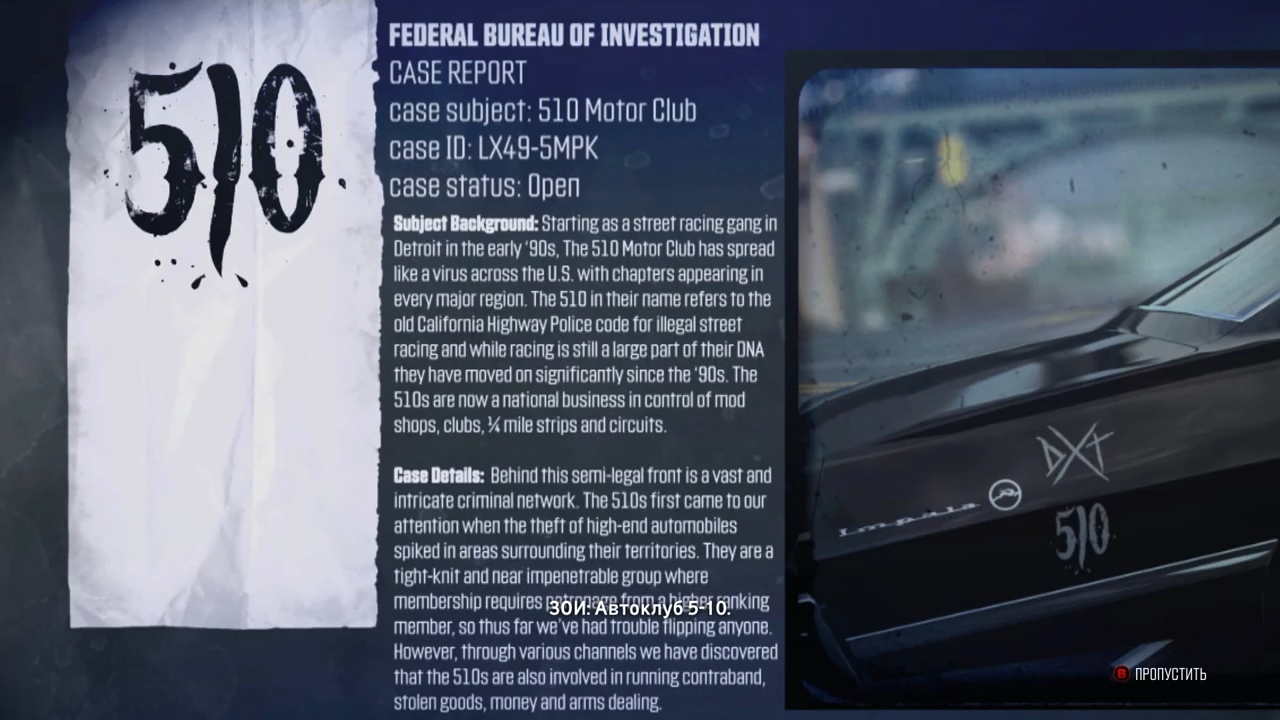 510
FEDERAL BUREAU OF INVESTIGATION
CASE REPORT
case subject: 510 Motor Club
case ID: LX49-5MPK
case status: Open
Subject Background: Starting as a street racing gang in
Detroit in the early ‘90s, The 510 Motor Club has spread
like a virus across the U.S. with chapters appearing in
every major region. The 510 in their name refers to the
old California Highway Police code for illegal street
racing and while racing is still a large part of their DNA
they have moved on significantly since the ‘90s. The
510s are now a national business in control of mod
shops, clubs, ¼ mile strips and circuits.
Case Details: Behind this semi-legal front is a vast and
intricate criminal network. The 510s first came to our
attention when the theft of high-end automobiles
spiked in areas surrounding their territories. They are a
tight-knit and near impenetrable group where
membership requires patronage from a higher ranking
member, so thus far we’ve had trouble flipping anyone.
However, through various channels we have discovered
that the 510s are also involved in running contraband,
stolen goods, money and arms dealing.
ЗОИ: Автоклуб 5-10.
DXT
Impala
510
B ПРОПУСТИТЬ